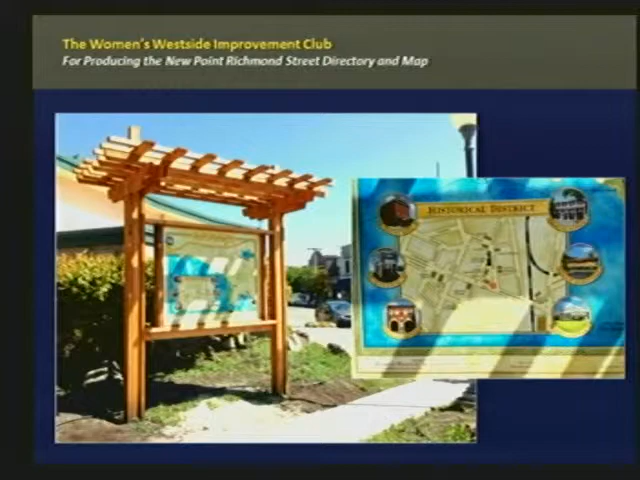 The Women's Westside Improvement Club
For Producing the New Point Richmond Street Directory and Map
HISTORICAL DISTRICT